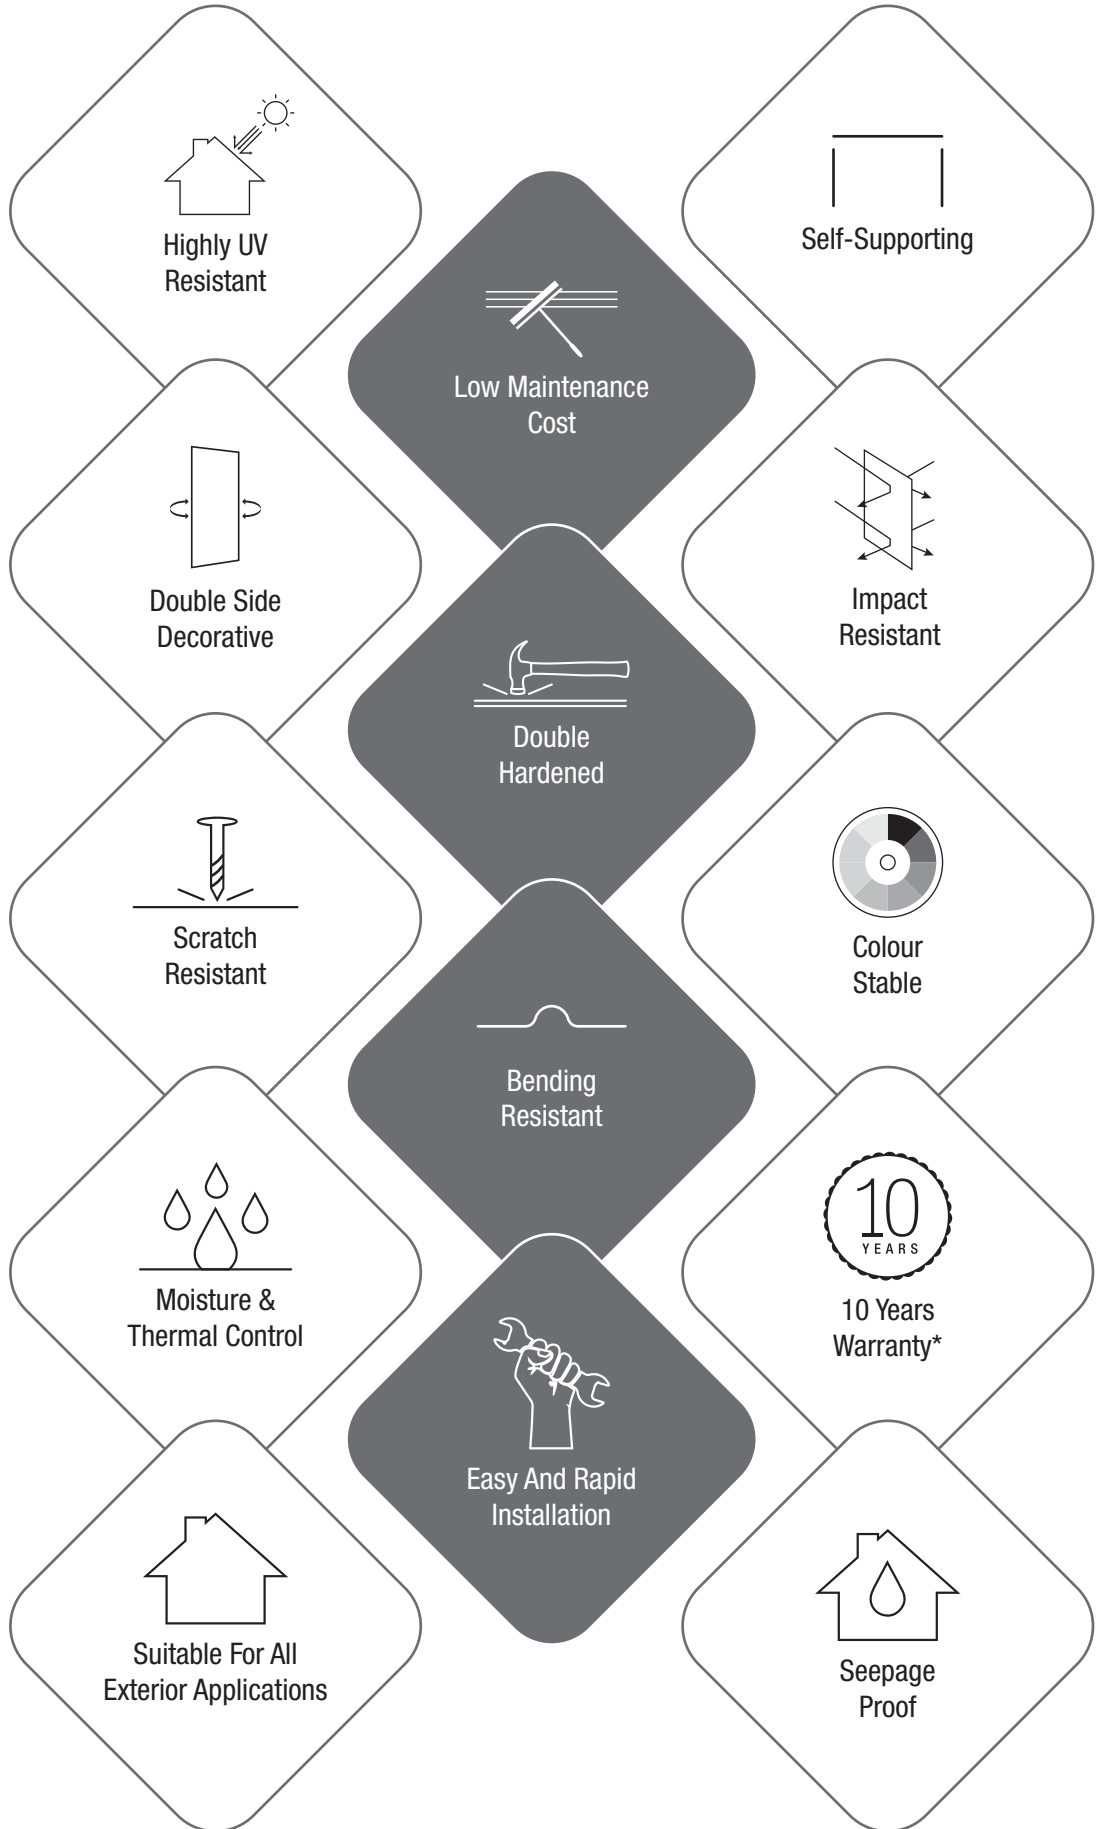 Highly UV
Resistant
Self-Supporting
Low Maintenance
Cost
Double Side
Decorative
Impact
Resistant
Double
Hardened
Scratch
Resistant
Colour
Stable
Bending
Resistant
Moisture &
Thermal Control
10
YEARS
10 Years
Warranty*
Easy And Rapid
Installation
Suitable For All
Exterior Applications
Seepage
Proof